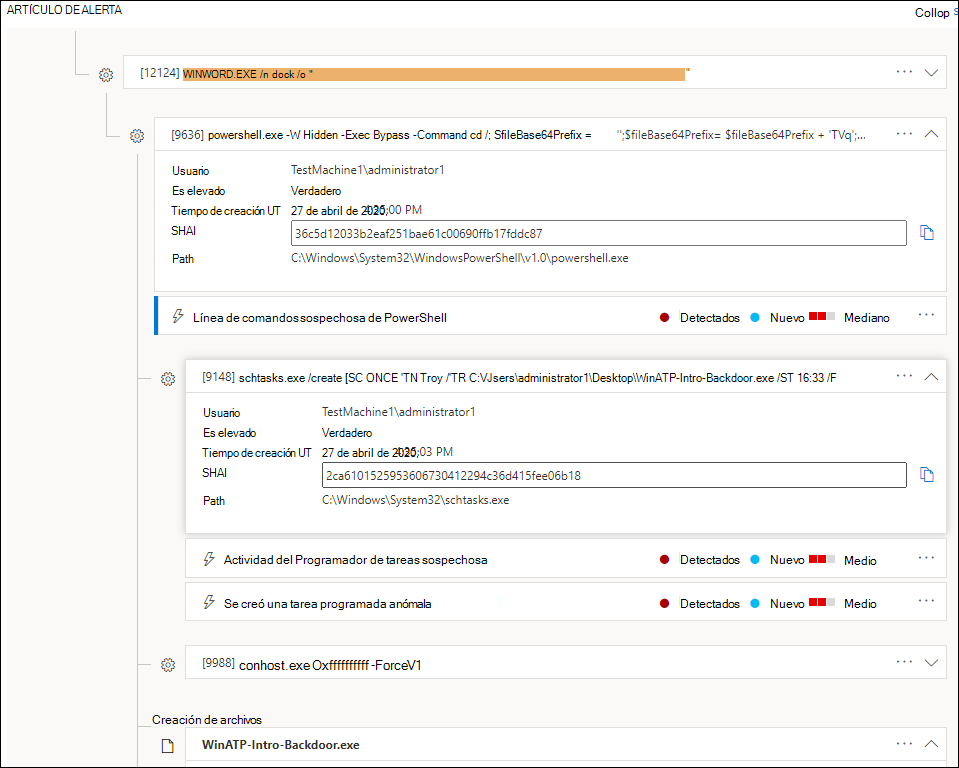 ARTÍCULO DE ALERTA
Collop s
[12124] WINWORD.EXE /n dock /o " "
[9636] powershell.exe -W Hidden -Exec Bypass -Command cd /; SfileBase64Prefix = '';$fileBase64Prefix= $fileBase64Prefix + 'TVq';...
Usuario TestMachine1\administrator1
Es elevado Verdadero
Tiempo de creación UT 27 de abril de 2020, 4:35:00 PM
SHAI 36c5d12033b2eaf251bae61c00690ffb17fddc87
Path C:\Windows\System32\WindowsPowerShell\v1.0\powershell.exe
Línea de comandos sospechosa de PowerShell Detectados Nuevo Mediano
[9148] schtasks.exe /create [SC ONCE 'TN Troy /'TR C:\Users\administrator1\Desktop\WinATP-Intro-Backdoor.exe /ST 16:33 /F
Usuario TestMachine1\administrator1
Es elevado Verdadero
Tiempo de creación UT 27 de abril de 2020, :03 PM
SHAI 2ca6101525953606730412294c36d415fee06b18
Path C:\Windows\System32\schtasks.exe
Actividad del Programador de tareas sospechosa Detectados Nuevo Medio
Se creó una tarea programada anómala Detectados Nuevo Medio
[9988] conhost.exe 0xffffffffff -ForceV1
Creación de archivos
WinATP-Intro-Backdoor.exe